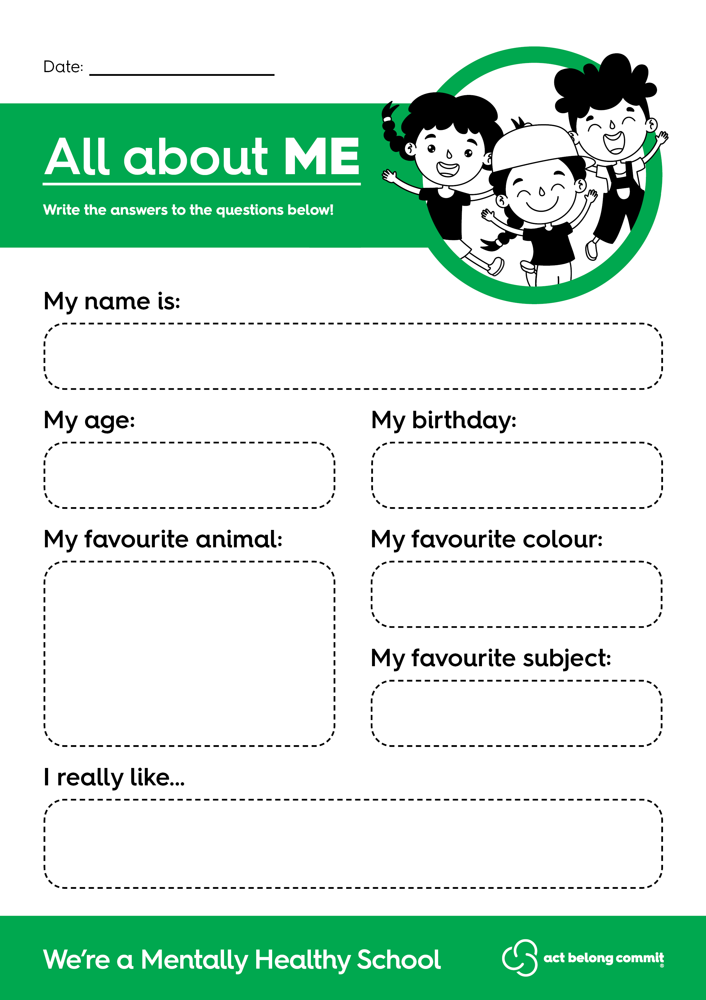 Date:
All about ME
Write the answers to the questions below!
My name is:
My age:
My birthday:
My favourite animal:
My favourite colour:
My favourite subject:
I really like...
We’re a Mentally Healthy School
act belong commit®